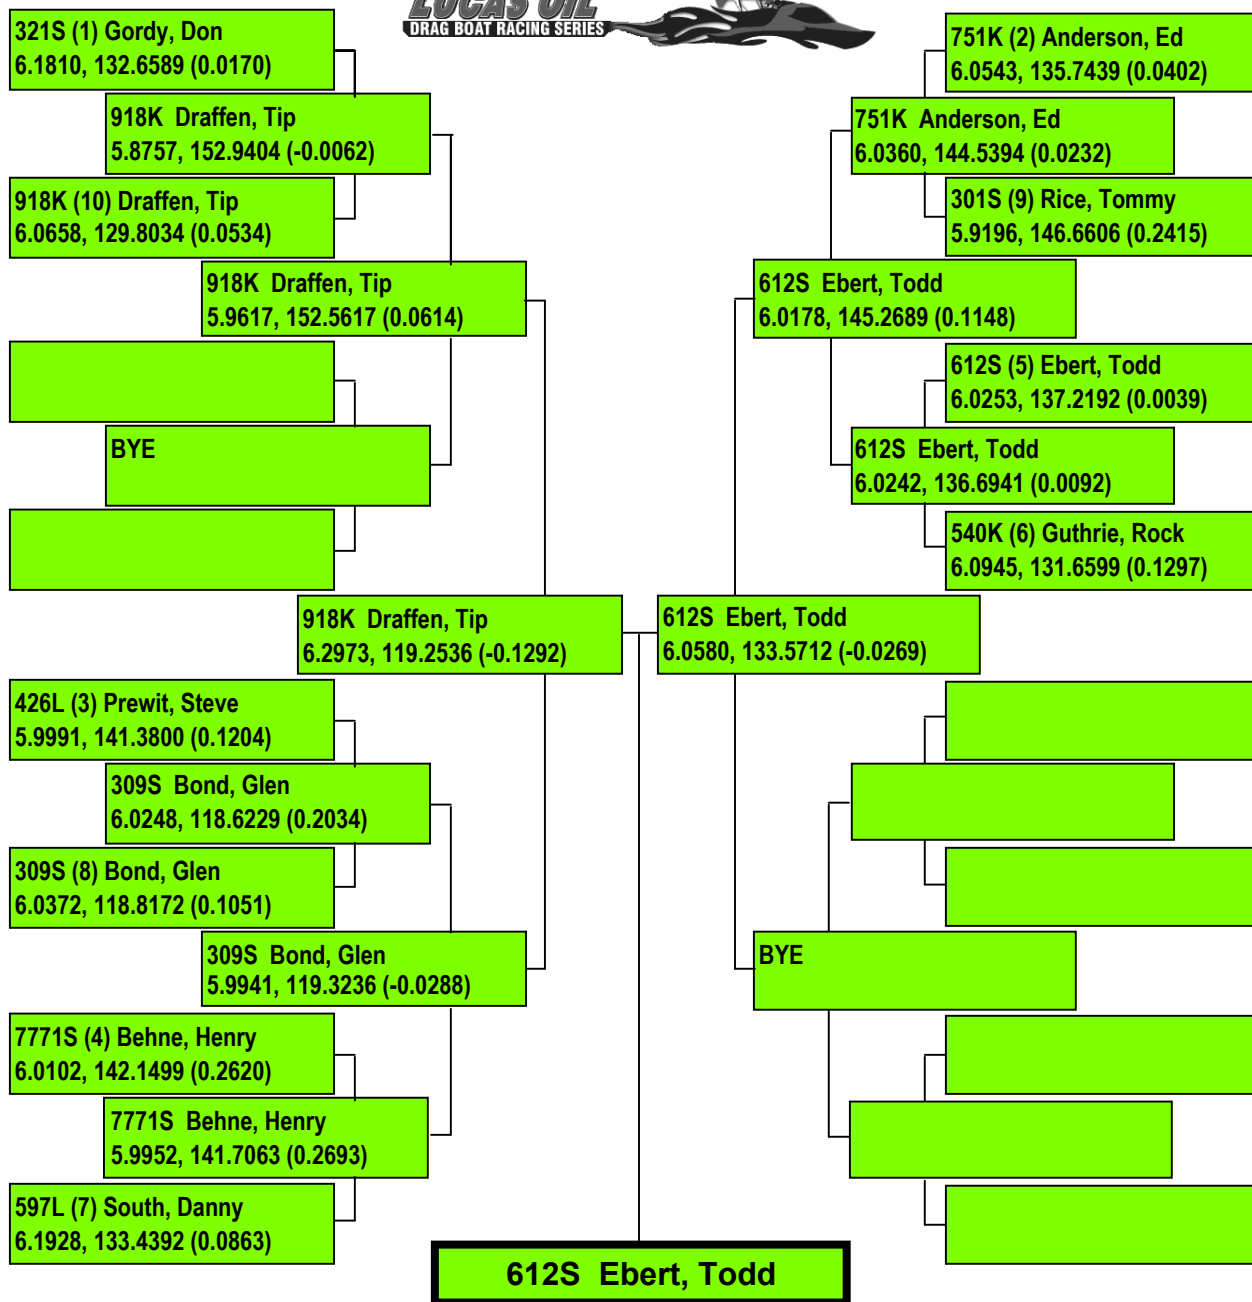 LUCAS OIL
DRAG BOAT RACING SERIES
321S (1) Gordy, Don
6.1810, 132.6589 (0.0170)
918K Draffen, Tip
5.8757, 152.9404 (-0.0062)
918K (10) Draffen, Tip
6.0658, 129.8034 (0.0534)
918K Draffen, Tip
5.9617, 152.5617 (0.0614)
BYE
918K Draffen, Tip
6.2973, 119.2536 (-0.1292)
426L (3) Prewit, Steve
5.9991, 141.3800 (0.1204)
309S Bond, Glen
6.0248, 118.6229 (0.2034)
309S (8) Bond, Glen
6.0372, 118.8172 (0.1051)
309S Bond, Glen
5.9941, 119.3236 (-0.0288)
7771S (4) Behne, Henry
6.0102, 142.1499 (0.2620)
7771S Behne, Henry
5.9952, 141.7063 (0.2693)
597L (7) South, Danny
6.1928, 133.4392 (0.0863)
751K (2) Anderson, Ed
6.0543, 135.7439 (0.0402)
751K Anderson, Ed
6.0360, 144.5394 (0.0232)
301S (9) Rice, Tommy
5.9196, 146.6606 (0.2415)
612S Ebert, Todd
6.0178, 145.2689 (0.1148)
612S (5) Ebert, Todd
6.0253, 137.2192 (0.0039)
612S Ebert, Todd
6.0242, 136.6941 (0.0092)
540K (6) Guthrie, Rock
6.0945, 131.6599 (0.1297)
612S Ebert, Todd
6.0580, 133.5712 (-0.0269)
BYE
612S Ebert, Todd